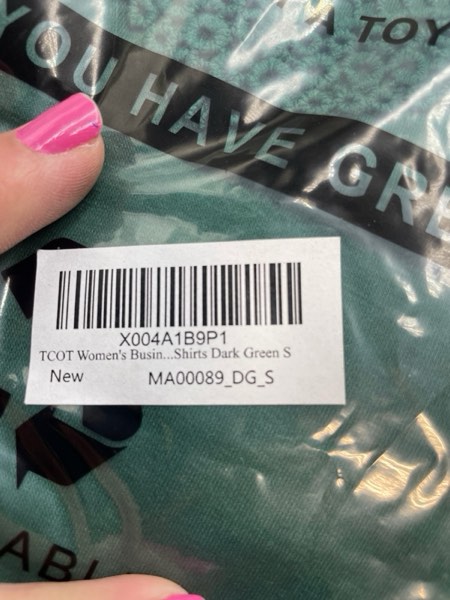 A TOY
YOU HAVE GRE
X004A1B9P1
TCOT Women's Busin...Shirts Dark Green S
New MA00089_DG_S
ABL